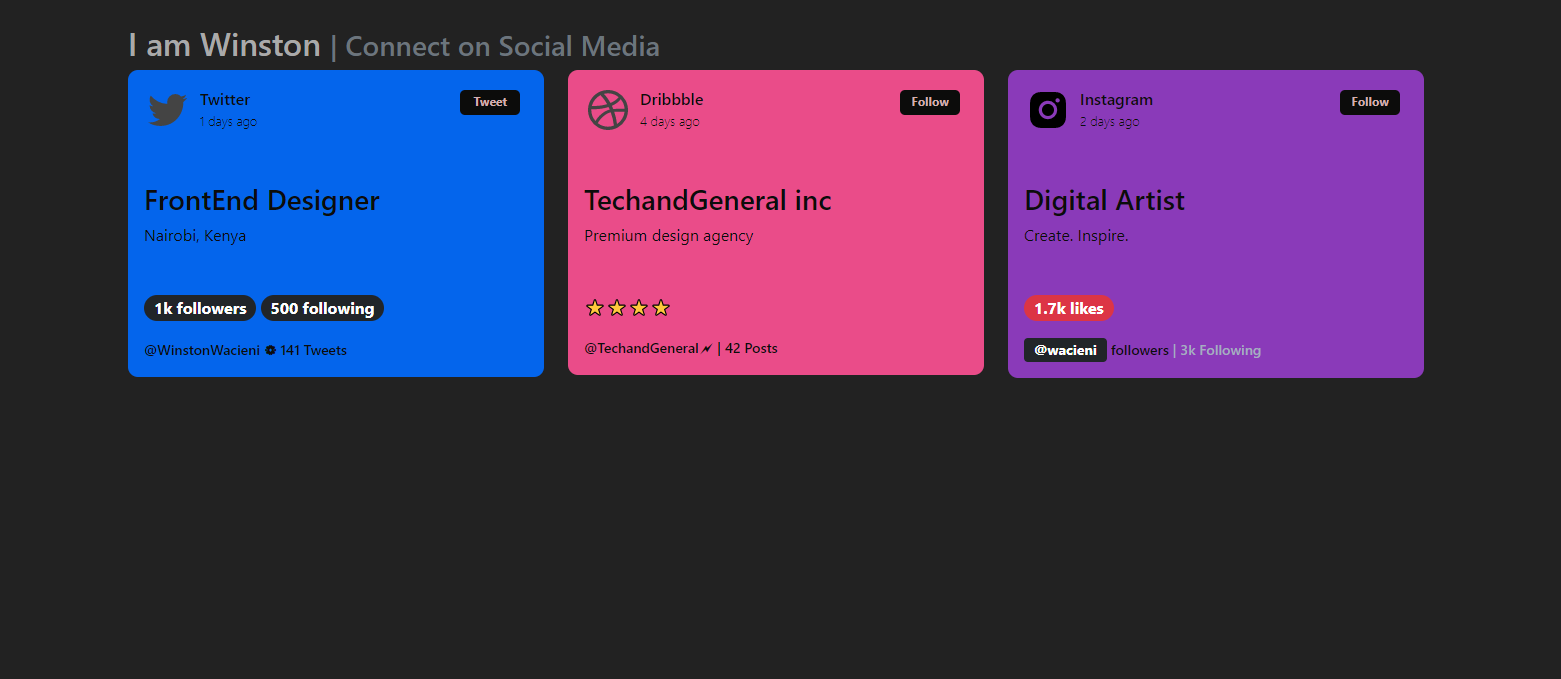 I am Winston | Connect on Social Media
Twitter
1 days ago
Tweet
FrontEnd Designer
Nairobi, Kenya
1k followers 500 following
@WinstonWacieni 141 Tweets
Dribbble
4 days ago
Follow
TechandGeneral inc
Premium design agency
@TechandGeneral | 42 Posts
Instagram
2 days ago
Follow
Digital Artist
Create. Inspire.
1.7k likes
@wacieni followers | 3k Following